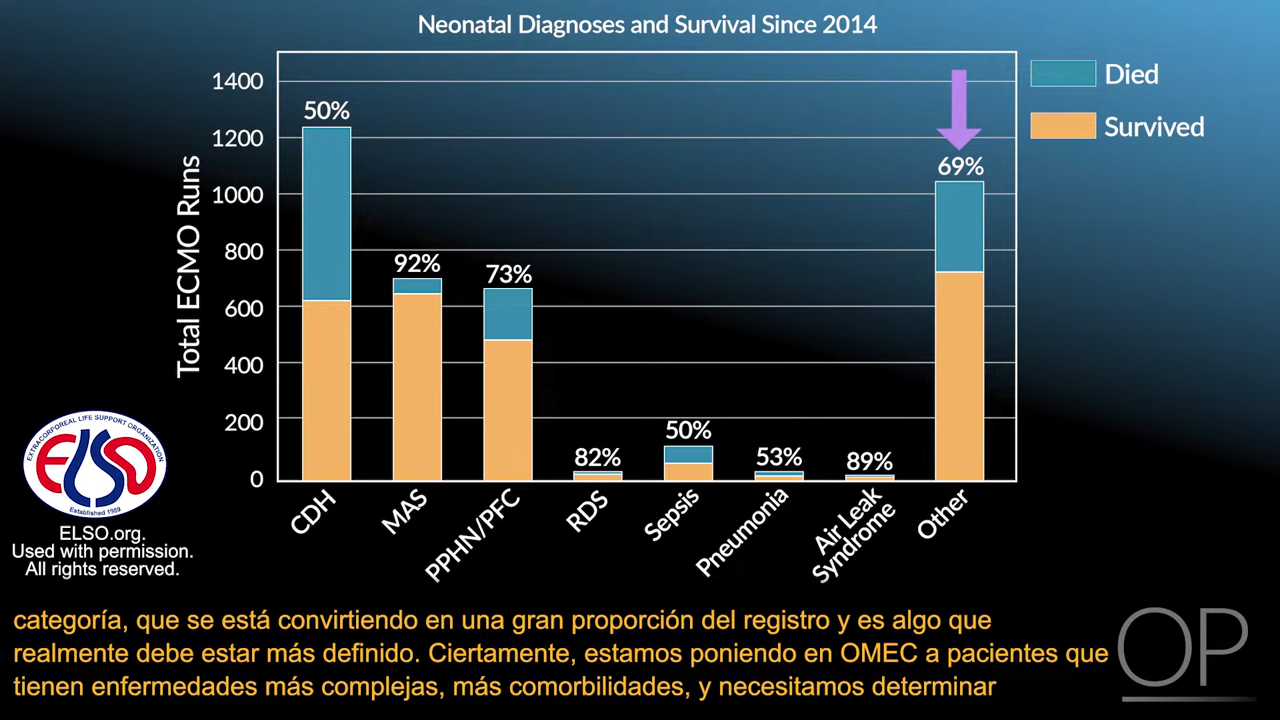 Neonatal Diagnoses and Survival Since 2014
Died
Survived
Total ECMO Runs
1400
1200
1000
800
600
400
200
0
50%
92%
73%
82%
50%
53%
89%
69%
CDH
MAS
PPHN/PFC
RDS
Sepsis
Pneumonia
Air Leak
Syndrome
Other
EXTRACORPOREAL LIFE SUPPORT ORGANIZATION
ELSO
Established 1989
ELSO.org.
Used with permission.
All rights reserved.
categoría, que se está convirtiendo en una gran proporción del registro y es algo que
realmente debe estar más definido. Ciertamente, estamos poniendo en OMEC a pacientes que
tienen enfermedades más complejas, más comorbilidades, y necesitamos determinar
OP